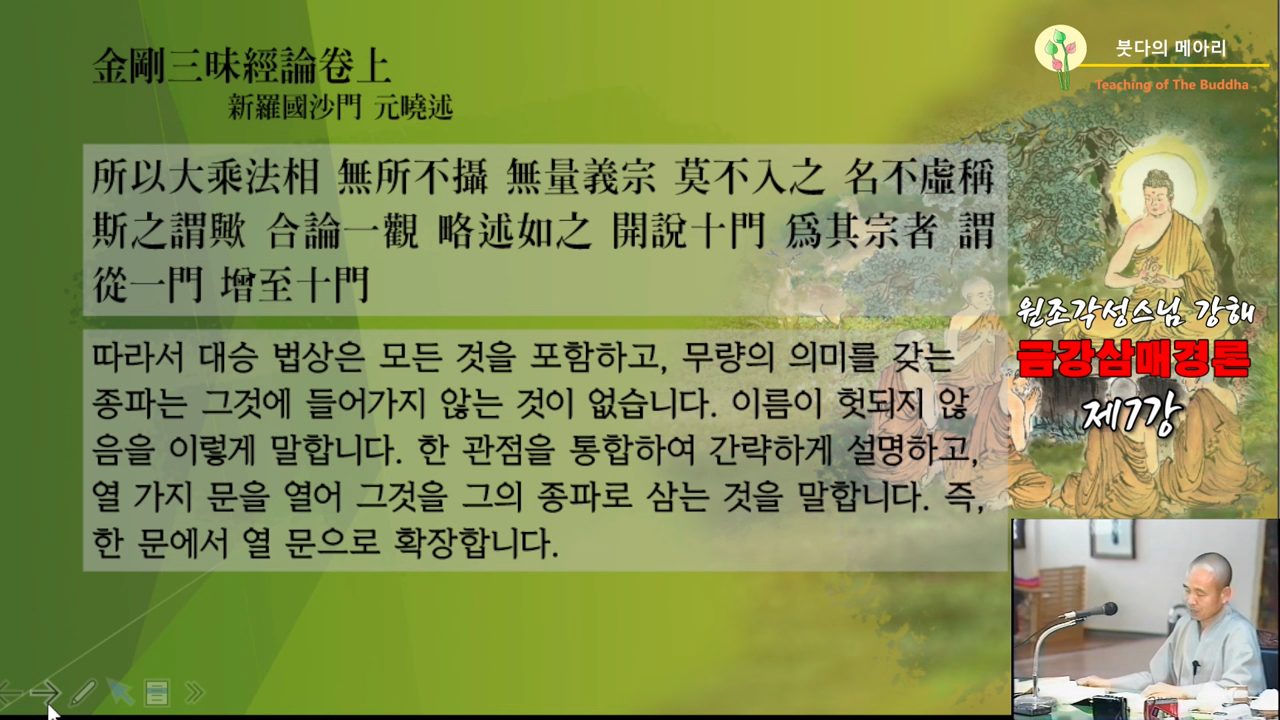 金剛三昧經論卷上
新羅國沙門 元曉述
所以大乘法相 無所不攝 無量義宗 莫不入之 名不虛稱
斯之謂歟 合論一觀 略述如之 開說十門 爲其宗者 謂
從一門 增至十門
따라서 대승 법상은 모든 것을 포함하고, 무량의 의미를 갖는
종파는 그것에 들어가지 않는 것이 없습니다. 이름이 헛되지 않
음을 이렇게 말합니다. 한 관점을 통합하여 간략하게 설명하고,
열 가지 문을 열어 그것을 그의 종파로 삼는 것을 말합니다. 즉,
한 문에서 열 문으로 확장합니다.
붓다의 메아리
Teaching of The Buddha
원조각성스님 강해
금강삼매경론
제7강